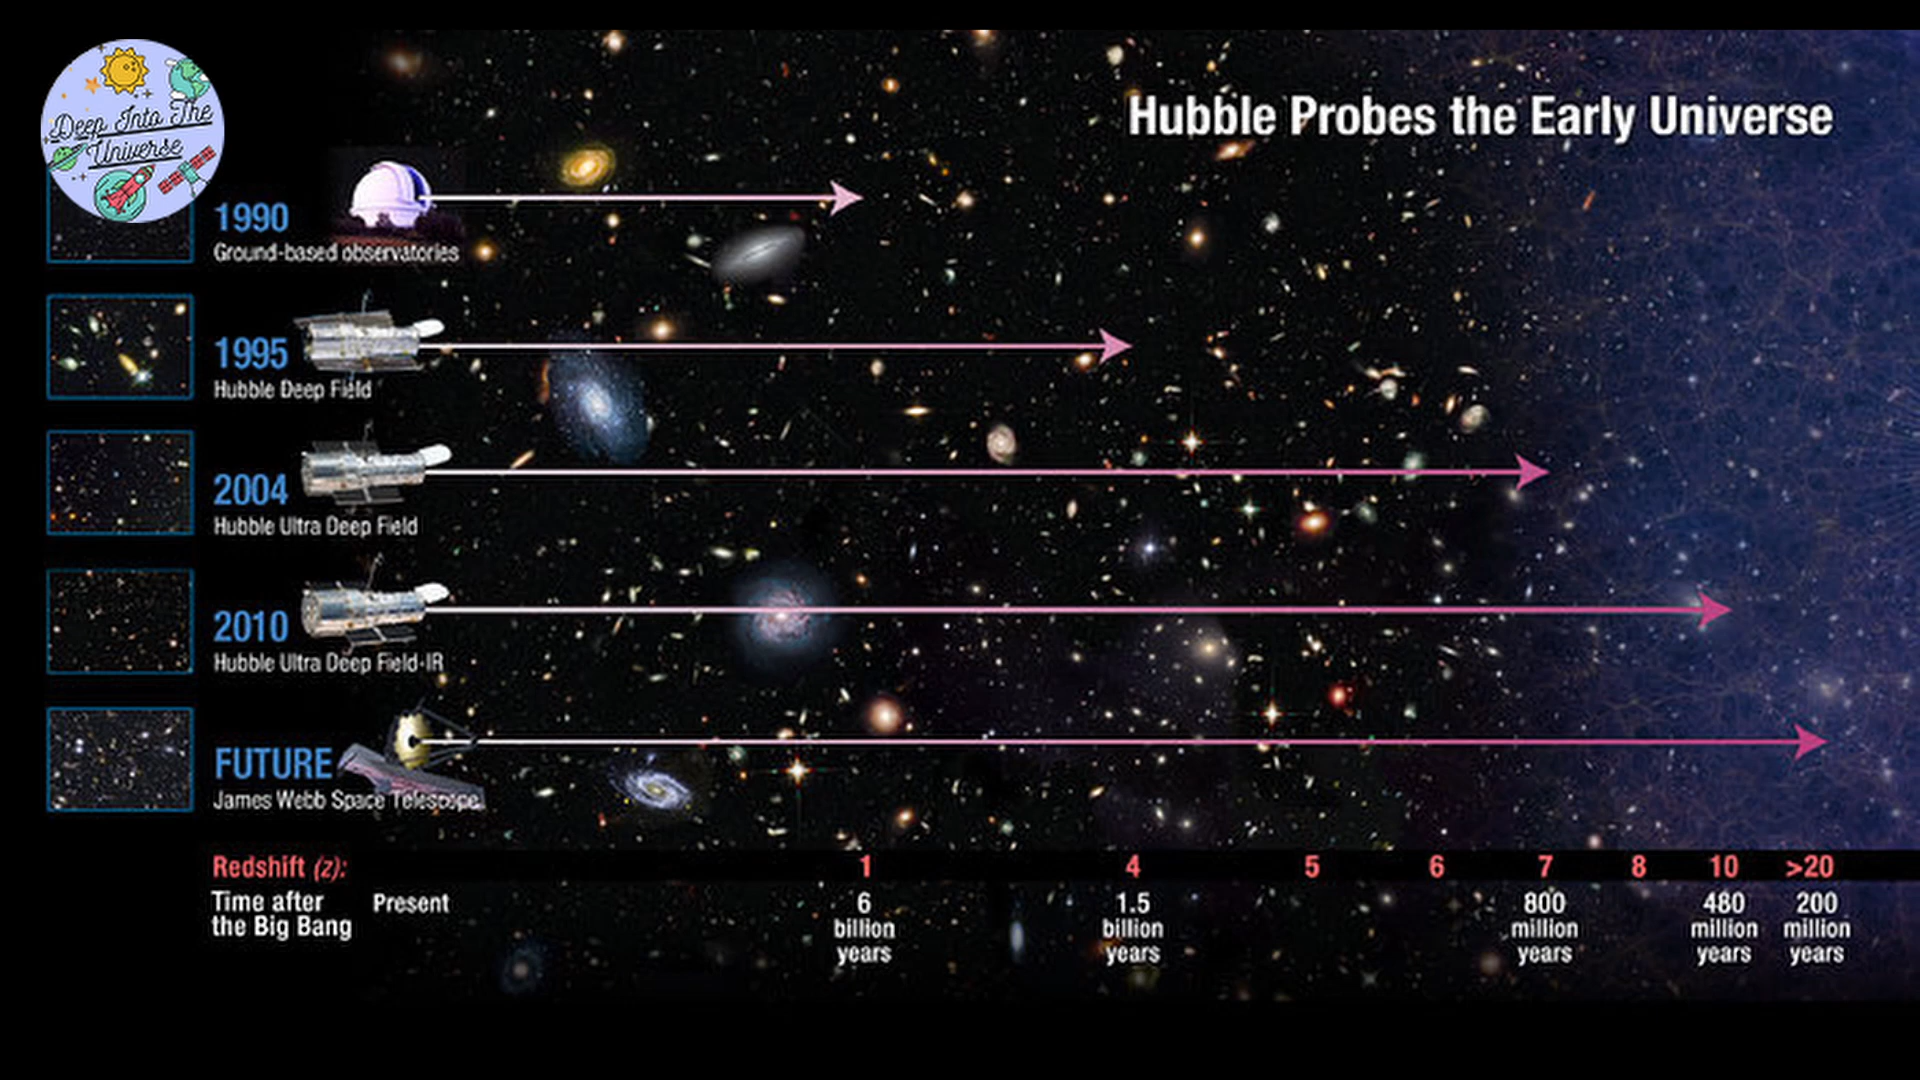 Deep Into The
Universe
Hubble Probes the Early Universe
1990
Ground-based observatories
1995
Hubble Deep Field
2004
Hubble Ultra Deep Field
2010
Hubble Ultra Deep Field-IR
FUTURE
James Webb Space Telescope
Redshift (z): 1 4 5 6 7 8 10 >20
Time after
the Big Bang
Present
6
billion
years
1.5
billion
years
800
million
years
480
million
years
200
million
years